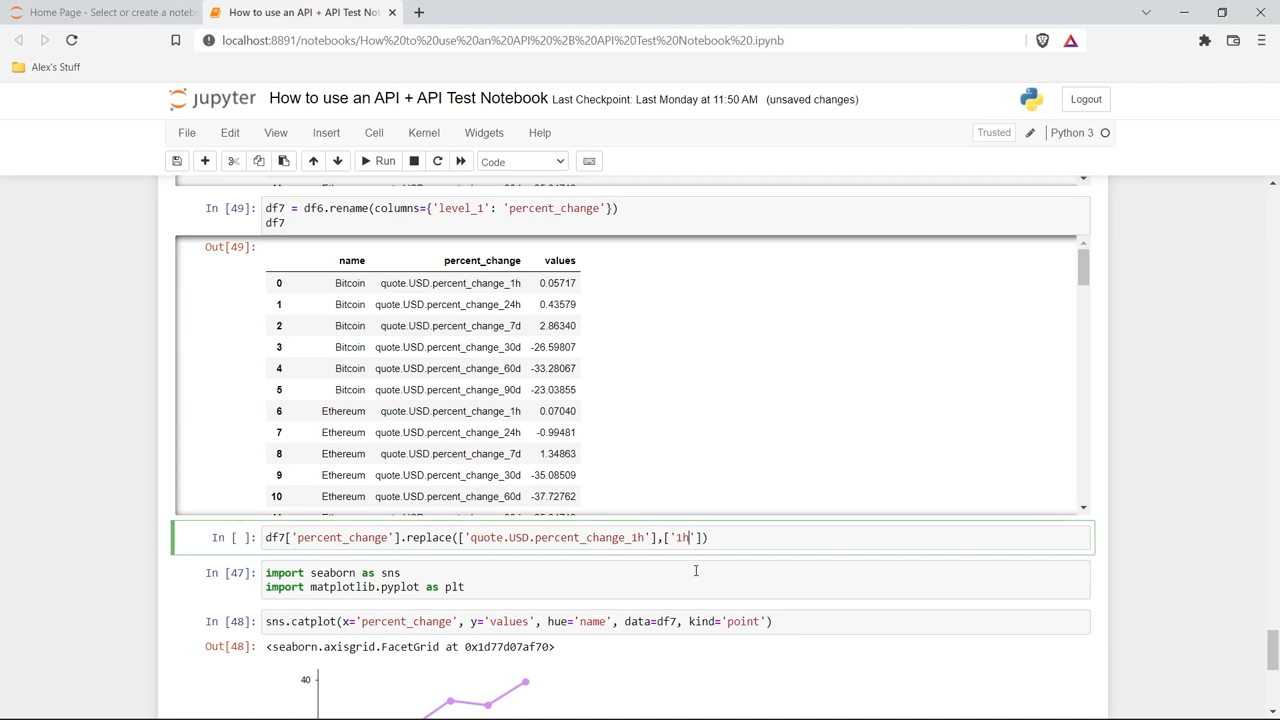 Home Page - Select or create a noteb
How to use an API + API Test Not
localhost:8891/notebooks/How%20to%20use%20an%20API%20%2B%20API%20Test%20Notebook%20.ipynb
Alex's Stuff
jupyter How to use an API + API Test Notebook Last Checkpoint: Last Monday at 11:50 AM (unsaved changes)
Logout
File Edit View Insert Cell Kernel Widgets Help
Trusted
Python 3
Run
Code
In [49]: df7 = df6.rename(columns={'level_1': 'percent_change'})
df7
Out[49]:
name percent_change values
0 Bitcoin quote.USD.percent_change_1h 0.05717
1 Bitcoin quote.USD.percent_change_24h 0.43579
2 Bitcoin quote.USD.percent_change_7d 2.86340
3 Bitcoin quote.USD.percent_change_30d -26.59807
4 Bitcoin quote.USD.percent_change_60d -33.28067
5 Bitcoin quote.USD.percent_change_90d -23.03855
6 Ethereum quote.USD.percent_change_1h 0.07040
7 Ethereum quote.USD.percent_change_24h -0.99481
8 Ethereum quote.USD.percent_change_7d 1.34863
9 Ethereum quote.USD.percent_change_30d -35.08509
10 Ethereum quote.USD.percent_change_60d -37.72762
In [ ]: df7['percent_change'].replace(['quote.USD.percent_change_1h'],['1h'])
In [47]: import seaborn as sns
import matplotlib.pyplot as plt
In [48]: sns.catplot(x='percent_change', y='values', hue='name', data=df7, kind='point')
Out[48]: <seaborn.axisgrid.FacetGrid at 0x1d77d07af70>
40